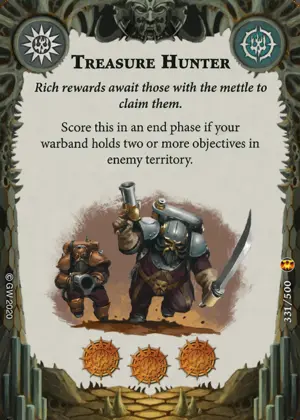 TREASURE HUNTER
Rich rewards await those with the mettle to
claim them.
Score this in an end phase if your
warband holds two or more objectives in
enemy territory.
© GW 2020
331/500